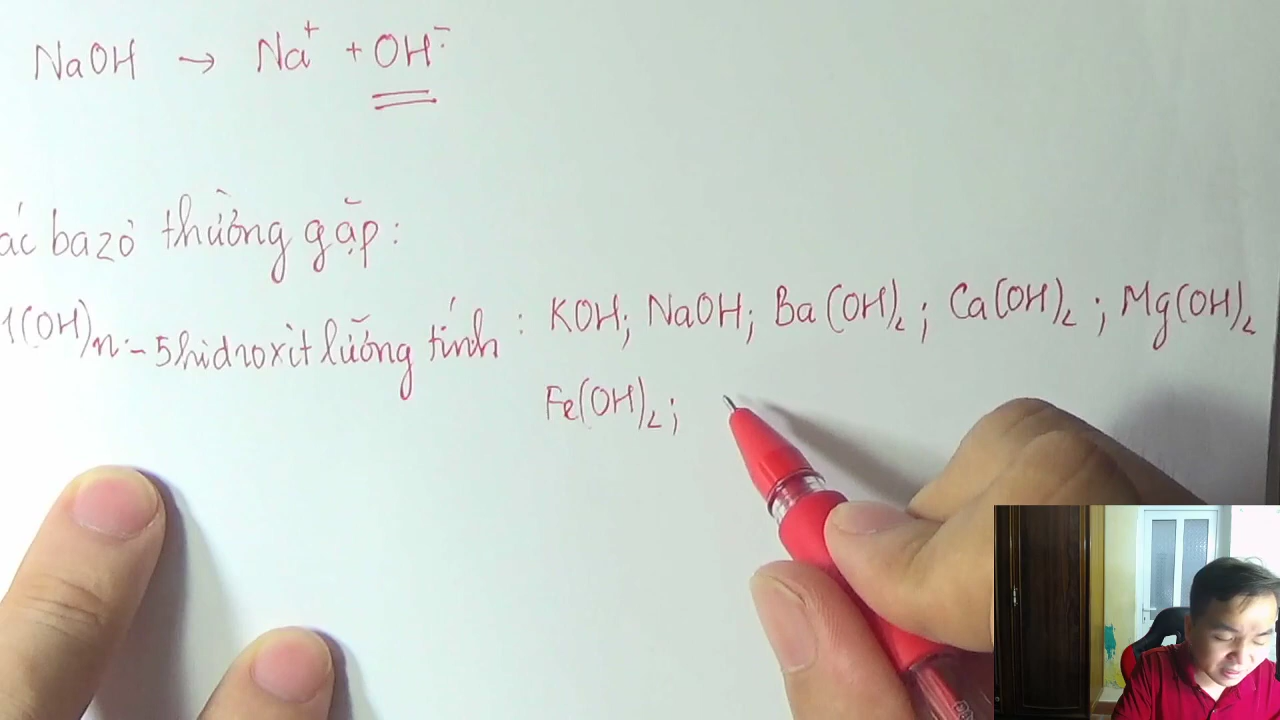 NaOH → Na⁺ + OH⁻
ác bazơ thường gặp:
(OH)n - 5 hidroxit lưỡng tính : KOH; NaOH; Ba(OH)₂; Ca(OH)₂; Mg(OH)₂
Fe(OH)₂;